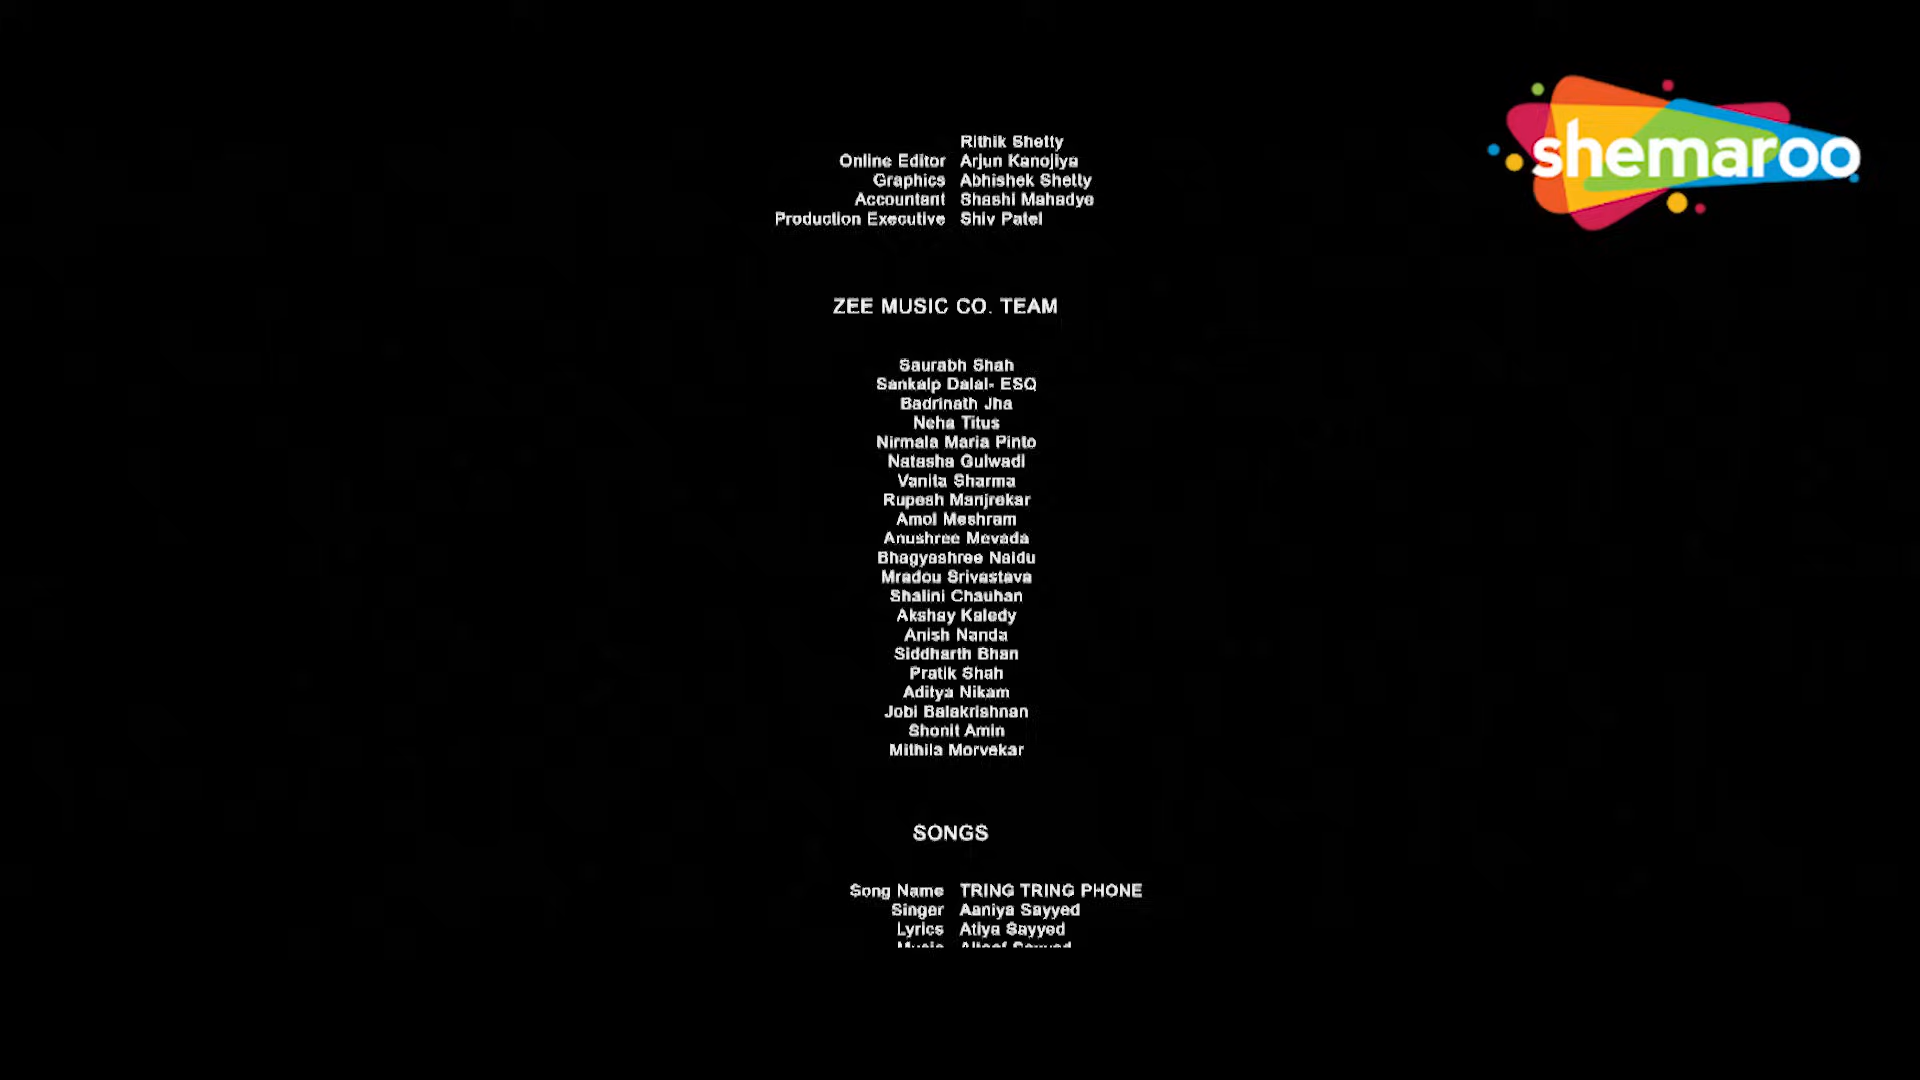 shemaroo
Rithik Shetty
Online Editor Arjun Kanojiya
Graphics Abhishek Shetty
Accountant Shashi Mahadye
Production Executive Shiv Patel
ZEE MUSIC CO. TEAM
Saurabh Shah
Sankalp Dalal- ESQ
Badrinath Jha
Neha Titus
Nirmala Maria Pinto
Natasha Gulwadi
Vanita Sharma
Rupesh Manjrekar
Amol Meshram
Anushree Mevada
Bhagyashree Naidu
Mradou Srivastava
Shalini Chauhan
Akshay Kaledy
Anish Nanda
Siddharth Bhan
Pratik Shah
Aditya Nikam
Jobi Balakrishnan
Shonit Amin
Mithila Morvekar
SONGS
Song Name TRING TRING PHONE
Singer Aaniya Sayyed
Lyrics Atiya Sayyed
Music